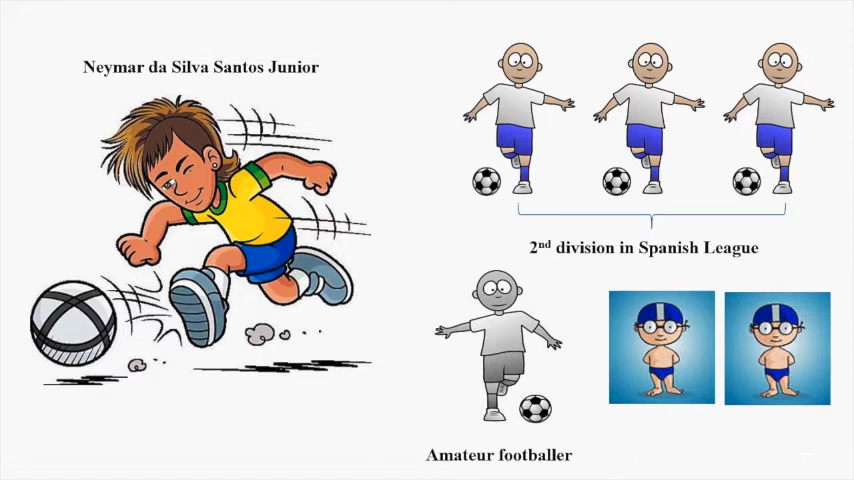 Neymar da Silva Santos Junior
2nd division in Spanish League
Amateur footballer